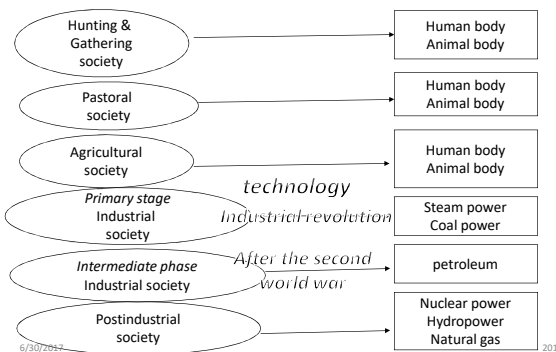 Hunting &
Gathering
society
Human body
Animal body
Pastoral
society
Human body
Animal body
Agricultural
society
Human body
Animal body
technology
Primary stage
Industrial
society
Industrial revolution
Steam power
Coal power
Intermediate phase
Industrial society
After the second
world war
petroleum
Postindustrial
society
Nuclear power
Hydropower
Natural gas
6/30/2017
201